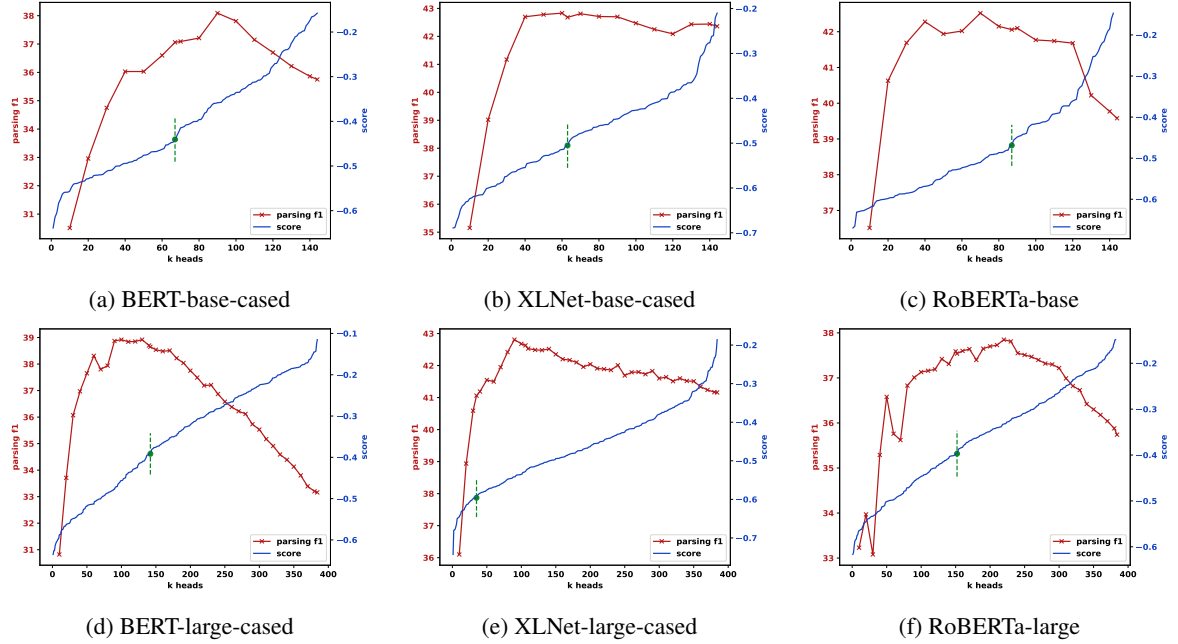 38
37
36
35
34
33
32
31
parsing f1
−0.2
−0.3
−0.4
−0.5
−0.6
score
0 20 40 60 80 100 120 140
k heads
parsing f1
score
(a) BERT-base-cased
43
42
41
40
39
38
37
36
35
parsing f1
−0.1
−0.2
−0.3
−0.4
−0.5
−0.6
−0.7
score
0 20 40 60 80 100 120 140
k heads
parsing f1
score
(b) XLNet-base-cased
42
41
40
39
38
37
parsing f1
−0.2
−0.3
−0.4
−0.5
−0.6
score
0 20 40 60 80 100 120 140
k heads
parsing f1
score
(c) RoBERTa-base
39
38
37
36
35
34
33
32
31
parsing f1
−0.1
−0.2
−0.3
−0.4
−0.5
−0.6
score
0 50 100 150 200 250 300 350 400
k heads
parsing f1
score
(d) BERT-large-cased
43
42
41
40
39
38
37
36
parsing f1
−0.2
−0.3
−0.4
−0.5
−0.6
−0.7
score
0 50 100 150 200 250 300 350 400
k heads
parsing f1
score
(e) XLNet-large-cased
38
37
36
35
34
33
parsing f1
−0.2
−0.3
−0.4
−0.5
−0.6
score
0 50 100 150 200 250 300 350 400
k heads
parsing f1
score
(f) RoBERTa-large